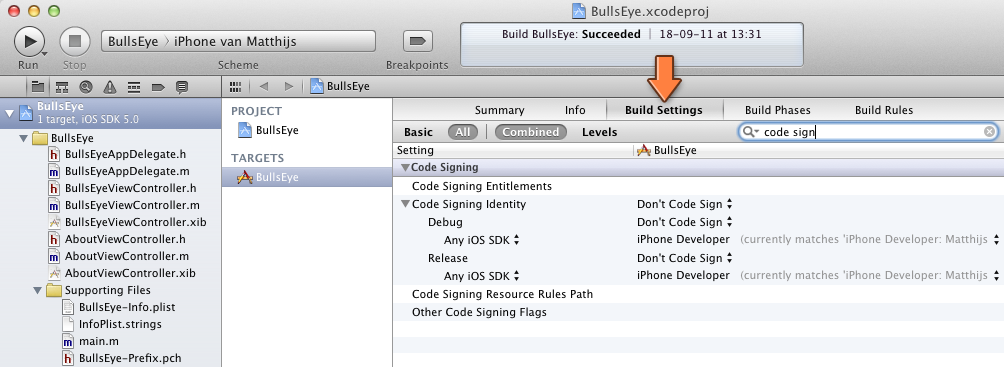 BullsEye.xcodeproj
BullsEye iPhone van Matthijs
Build BullsEye: Succeeded | 18-09-11 at 13:31
Run Stop Scheme Breakpoints
BullsEye
BullsEye
1 target, iOS SDK 5.0
BullsEye
BullsEyeAppDelegate.h
BullsEyeAppDelegate.m
BullsEyeViewController.h
BullsEyeViewController.m
BullsEyeViewController.xib
AboutViewController.h
AboutViewController.m
AboutViewController.xib
Supporting Files
BullsEye-Info.plist
InfoPlist.strings
main.m
BullsEye-Prefix.pch
PROJECT
BullsEye
TARGETS
BullsEye
Summary Info Build Settings Build Phases Build Rules
Basic All Combined Levels code sign
Setting BullsEye
Code Signing
Code Signing Entitlements
Code Signing Identity Don't Code Sign
Debug Don't Code Sign
Any iOS SDK iPhone Developer (currently matches 'iPhone Developer: Matthijs
Release Don't Code Sign
Any iOS SDK iPhone Developer (currently matches 'iPhone Developer: Matthijs
Code Signing Resource Rules Path
Other Code Signing Flags